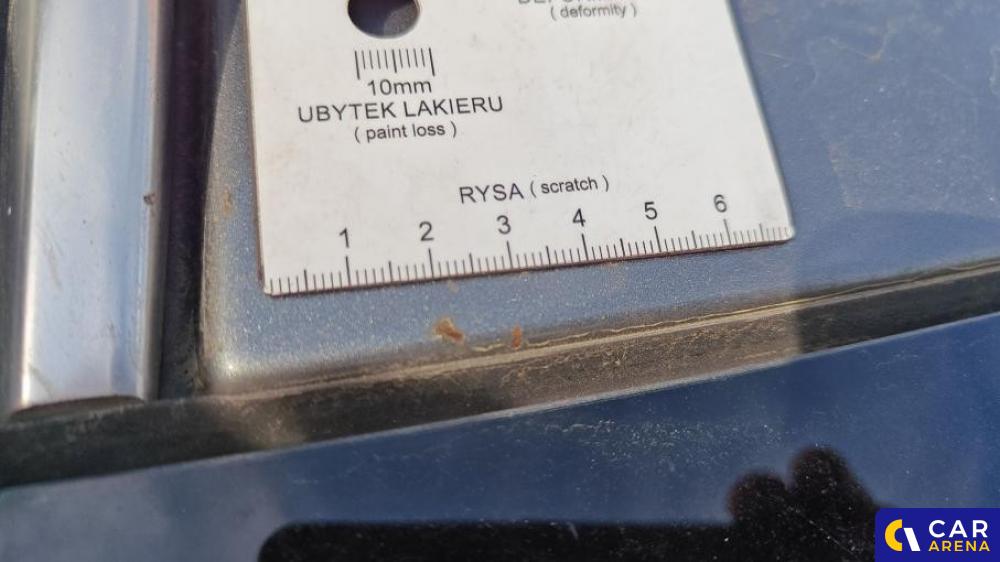 ( deformity )
10mm
UBYTEK LAKIERU
( paint loss )
RYSA ( scratch )
1 2 3 4 5 6
CAR
ARENA